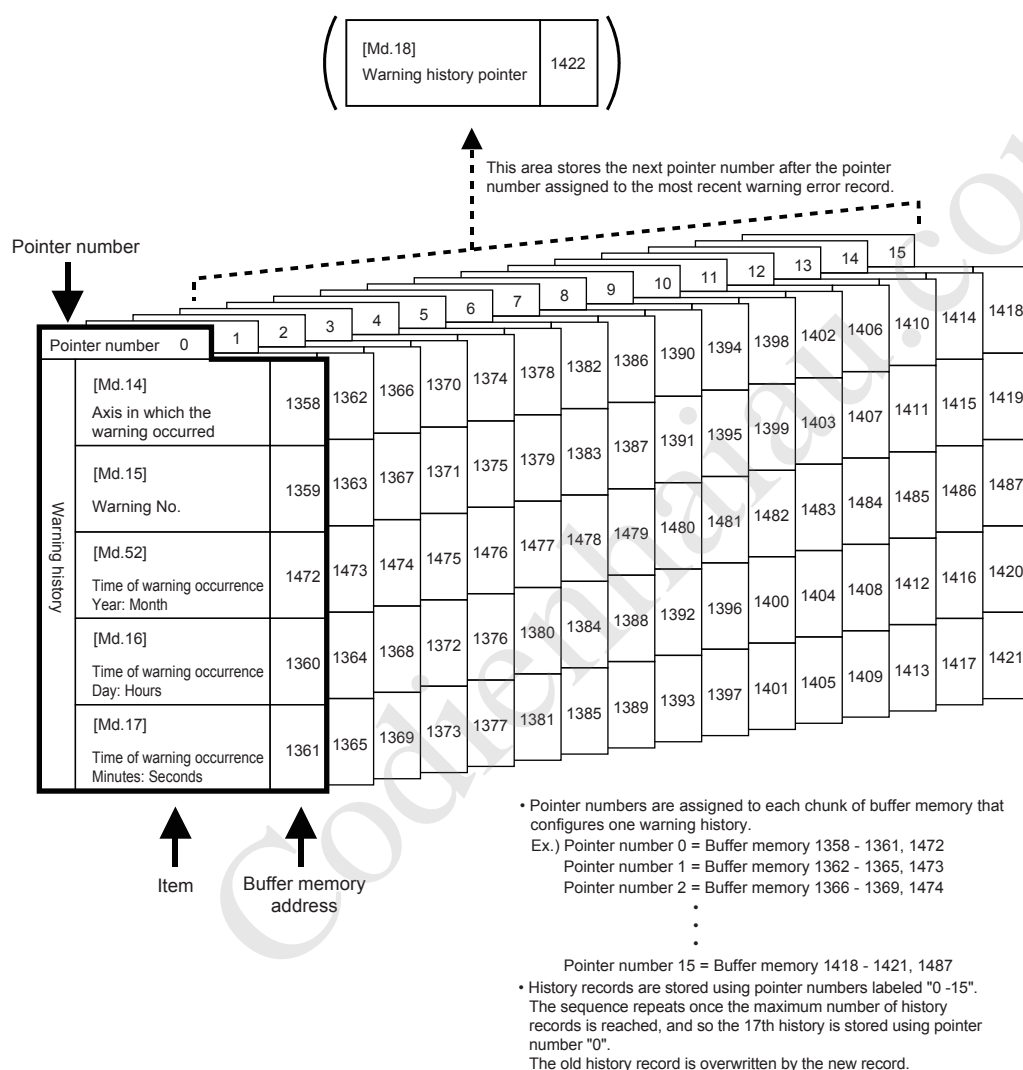 [Md.18]
Warning history pointer
1422
This area stores the next pointer number after the pointer
number assigned to the most recent warning error record.
Pointer number
Pointer number 0 1 2 3 4 5 6 7 8 9 10 11 12 13 14 15
Warning history
[Md.14]
Axis in which the
warning occurred
1358 1362 1366 1370 1374 1378 1382 1386 1390 1394 1398 1402 1406 1410 1414 1418
[Md.15]
Warning No.
1359 1363 1367 1371 1375 1379 1383 1387 1391 1395 1399 1403 1407 1411 1415 1419
[Md.52]
Time of warning occurrence
Year: Month
1472 1473 1474 1475 1476 1477 1478 1479 1480 1481 1482 1483 1484 1485 1486 1487
[Md.16]
Time of warning occurrence
Day: Hours
1360 1364 1368 1372 1376 1380 1384 1388 1392 1396 1400 1404 1408 1412 1416 1420
[Md.17]
Time of warning occurrence
Minutes: Seconds
1361 1365 1369 1373 1377 1381 1385 1389 1393 1397 1401 1405 1409 1413 1417 1421
Item
Buffer memory
address
• Pointer numbers are assigned to each chunk of buffer memory that
configures one warning history.
Ex.) Pointer number 0 = Buffer memory 1358 - 1361, 1472
Pointer number 1 = Buffer memory 1362 - 1365, 1473
Pointer number 2 = Buffer memory 1366 - 1369, 1474
•
•
•
Pointer number 15 = Buffer memory 1418 - 1421, 1487
• History records are stored using pointer numbers labeled "0 -15".
The sequence repeats once the maximum number of history
records is reached, and so the 17th history is stored using pointer
number "0".
The old history record is overwritten by the new record.
Codienhaiau.co